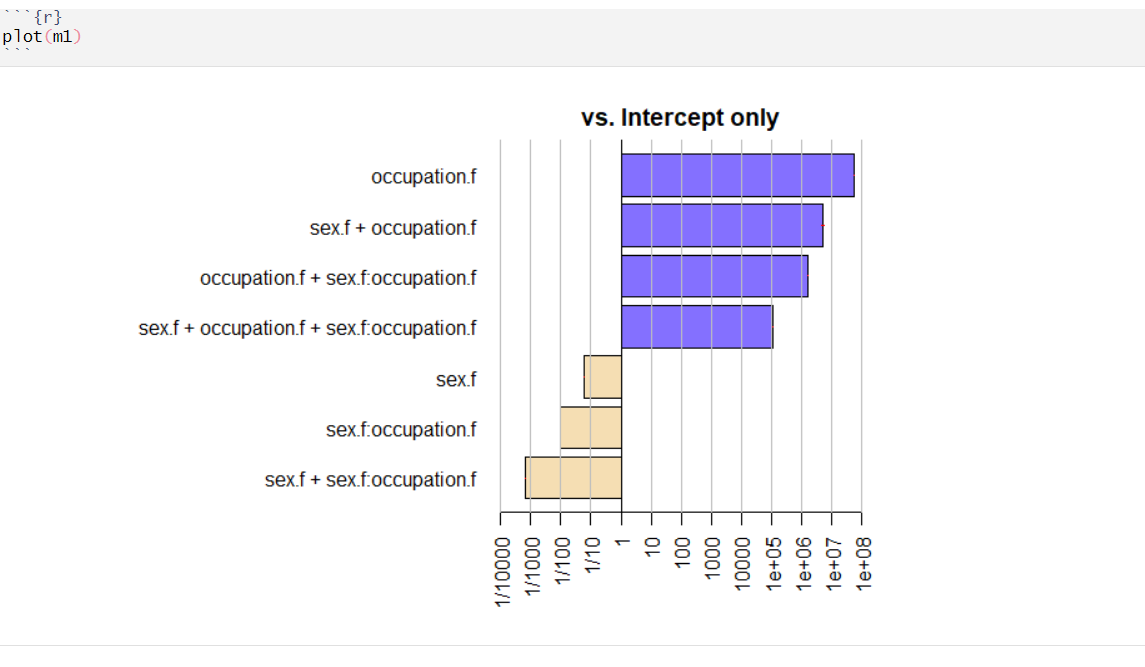 ```{r}
plot(m1)
```
vs. Intercept only
occupation.f
sex.f + occupation.f
occupation.f + sex.f:occupation.f
sex.f + occupation.f + sex.f:occupation.f
sex.f
sex.f:occupation.f
sex.f + sex.f:occupation.f
1/10000
1/1000
1/100
1/10
1
10
100
1000
10000
1e+05
1e+06
1e+07
1e+08